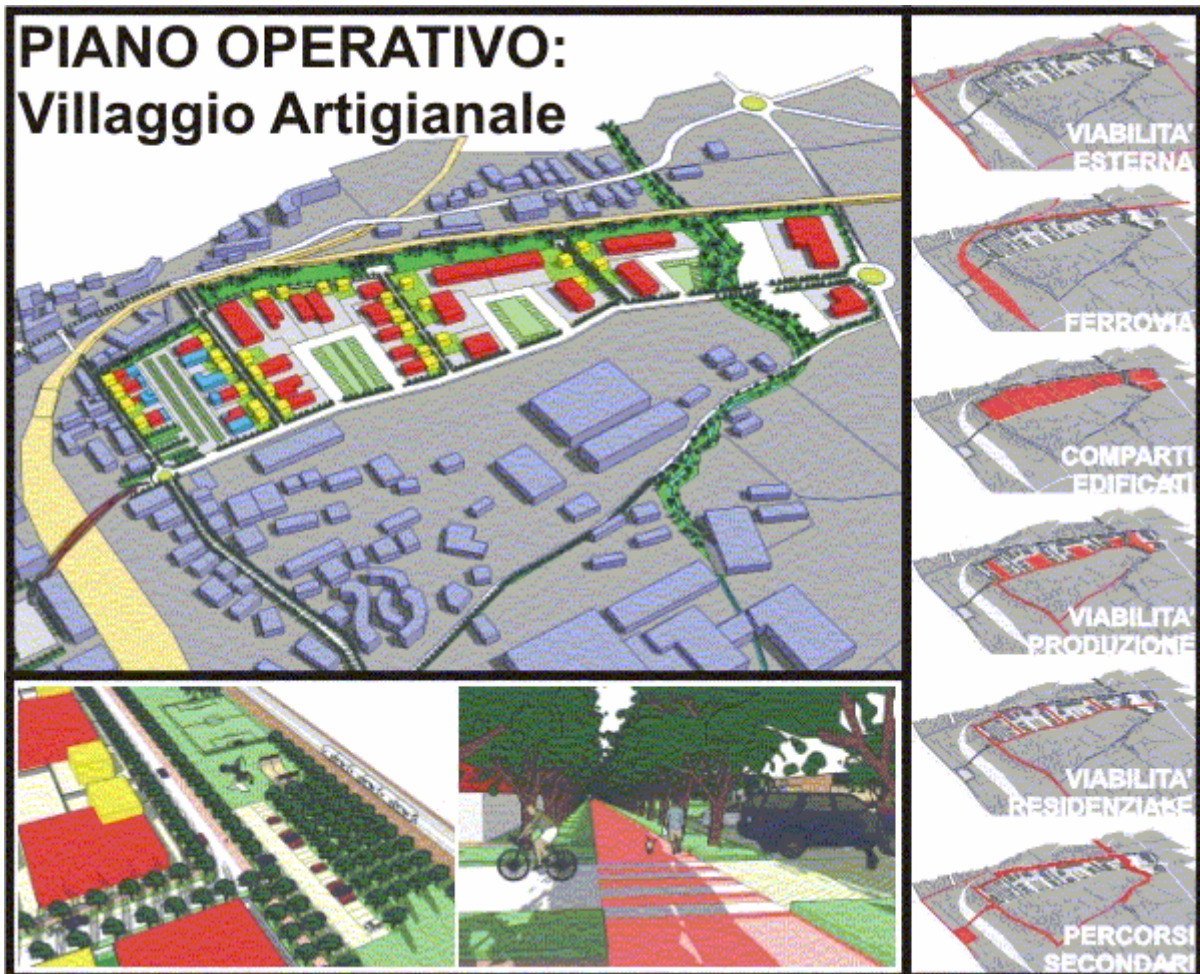 PIANO OPERATIVO:
Villaggio Artigianale
VIABILITA'
ESTERNA
FERROVIA
COMPARTI
EDIFICATI
VIABILITA'
PRODUZIONE
VIABILITA'
RESIDENZIALE
PERCORSI
SECONDARI